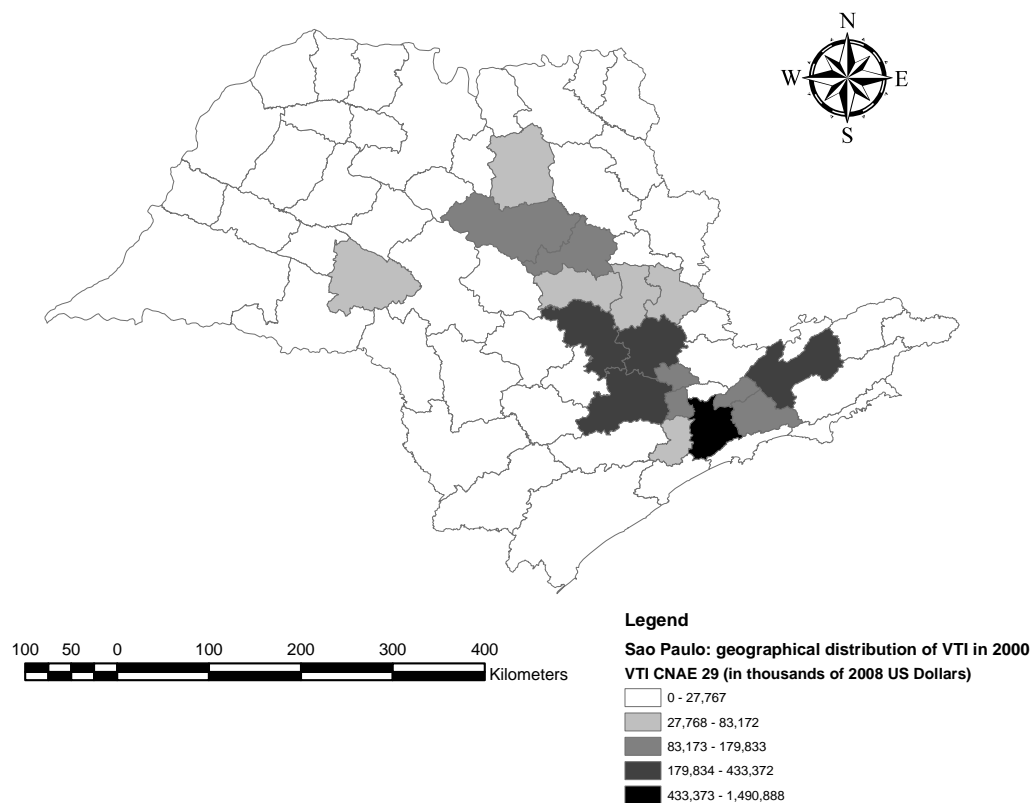 N
W E
S
100 50 0 100 200 300 400
Kilometers
Legend
Sao Paulo: geographical distribution of VTI in 2000
VTI CNAE 29 (in thousands of 2008 US Dollars)
0 - 27,767
27,768 - 83,172
83,173 - 179,833
179,834 - 433,372
433,373 - 1,490,888